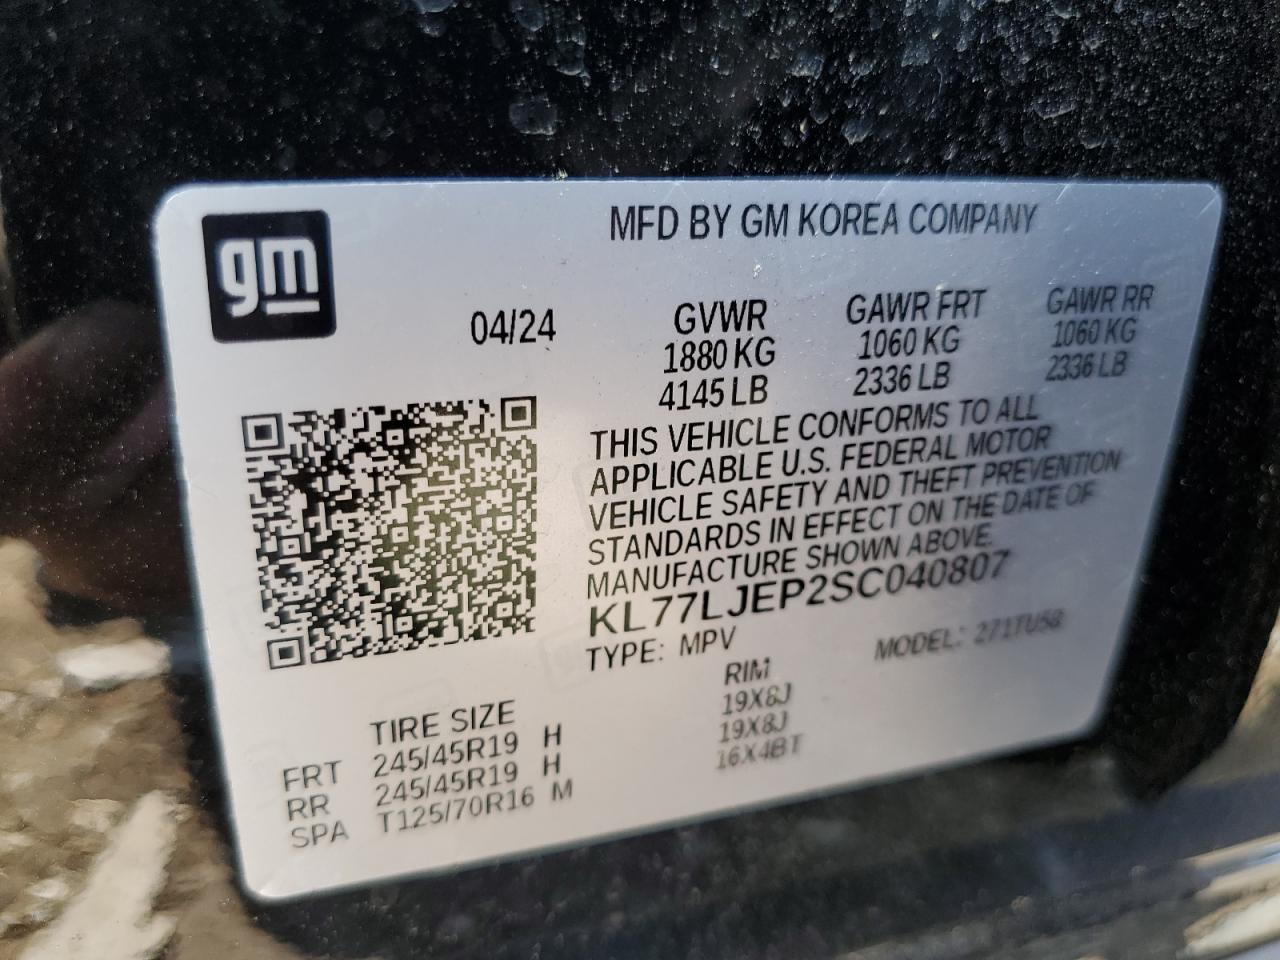 gm
MFD BY GM KOREA COMPANY
04/24 GVWR GAWR FRT GAWR RR
1880 KG 1060 KG 1060 KG
4145 LB 2336 LB 2336 LB
THIS VEHICLE CONFORMS TO ALL
APPLICABLE U.S. FEDERAL MOTOR
VEHICLE SAFETY AND THEFT PREVENTION
STANDARDS IN EFFECT ON THE DATE OF
MANUFACTURE SHOWN ABOVE.
KL77LJEP2SC040807
TYPE: MPV MODEL: 271TU58
TIRE SIZE RIM
FRT 245/45R19 H 19X8J
RR 245/45R19 H 19X8J
SPA T125/70R16 M 16X4BT